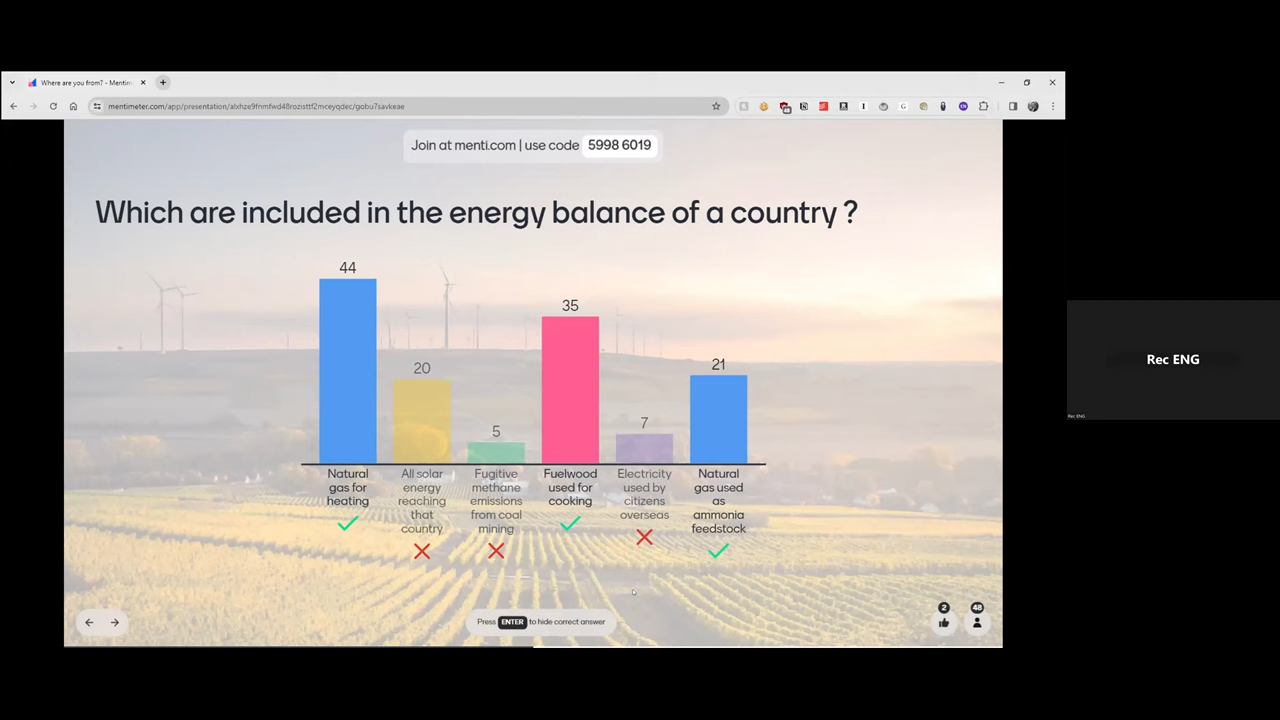 Where are you from? - Mentim
mentimeter.com/app/presentation/alxhze9fnmfwd48rozisttf2mceyqdec/gobu7savkeae
Join at menti.com | use code 5998 6019
Which are included in the energy balance of a country ?
44
20
5
35
7
21
Natural
gas for
heating
All solar
energy
reaching
that
country
Fugitive
methane
emissions
from coal
mining
Fuelwood
used for
cooking
Electricity
used by
citizens
overseas
Natural
gas used
as
ammonia
feedstock
Press ENTER to hide correct answer
2
48
Rec ENG
Rec ENG